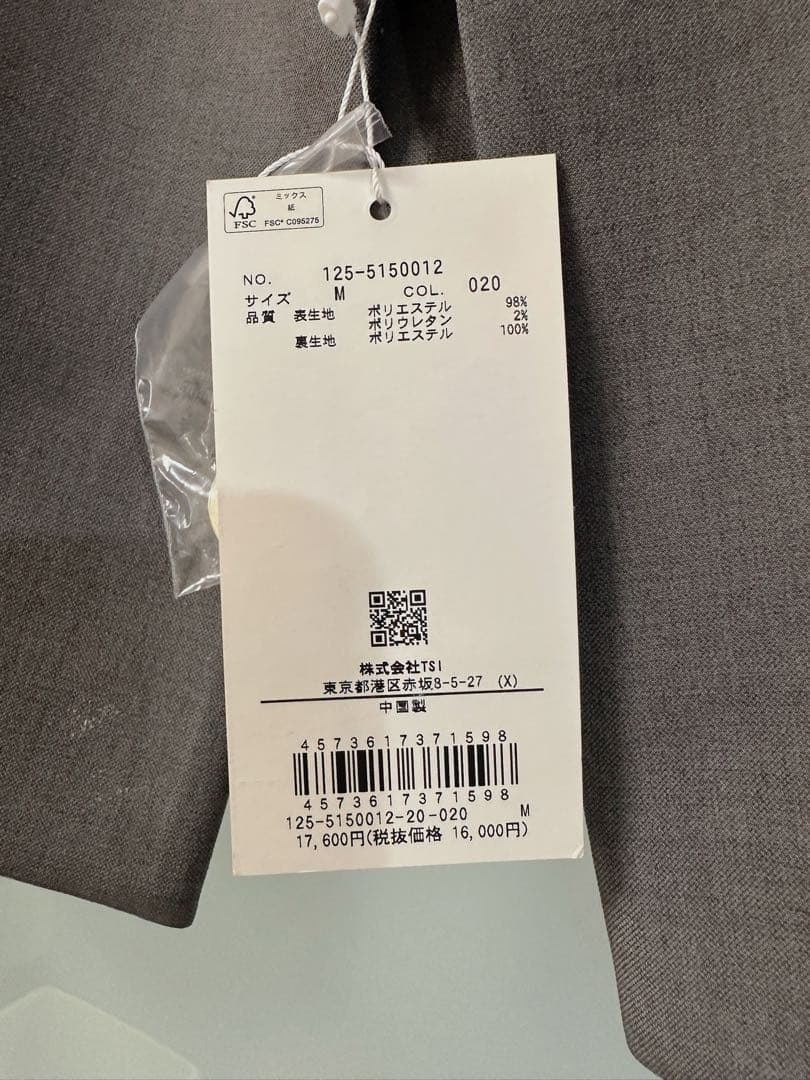 ミックス
紙
FSC
FSC® C095275
NO. 125-5150012
サイズ M COL. 020
品質 表生地 ポリエステル 98%
ポリウレタン 2%
裏生地 ポリエステル 100%
株式会社TSI
東京都港区赤坂8-5-27 (X)
中国製
4573617371598
4573617371598
125-5150012-20-020 M
17,600円(税抜価格 16,000円)